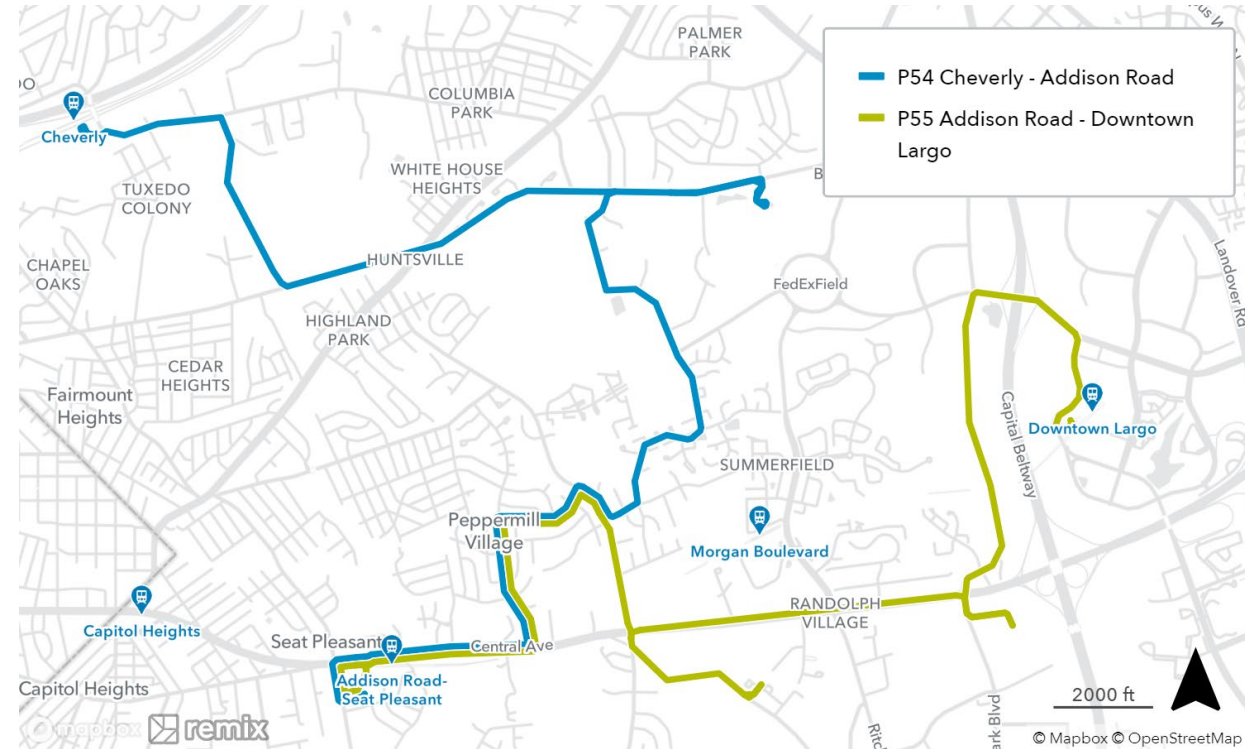 PALMER
PARK
P54 Cheverly - Addison Road
P55 Addison Road - Downtown
Largo
COLUMBIA
PARK
Cheverly
WHITE HOUSE
HEIGHTS
TUXEDO
COLONY
CHAPEL
OAKS
HUNTSVILLE
FedExField
Landover Rd
HIGHLAND
PARK
CEDAR
HEIGHTS
Fairmount
Heights
Capital Beltway
Downtown Largo
SUMMERFIELD
Peppermill
Village
Morgan Boulevard
RANDOLPH
VILLAGE
Capitol Heights
Seat Pleasant
Central Ave
Addison Road-
Seat Pleasant
Capitol Heights
2000 ft
ark Blvd
mapbox remix
© Mapbox © OpenStreetMap